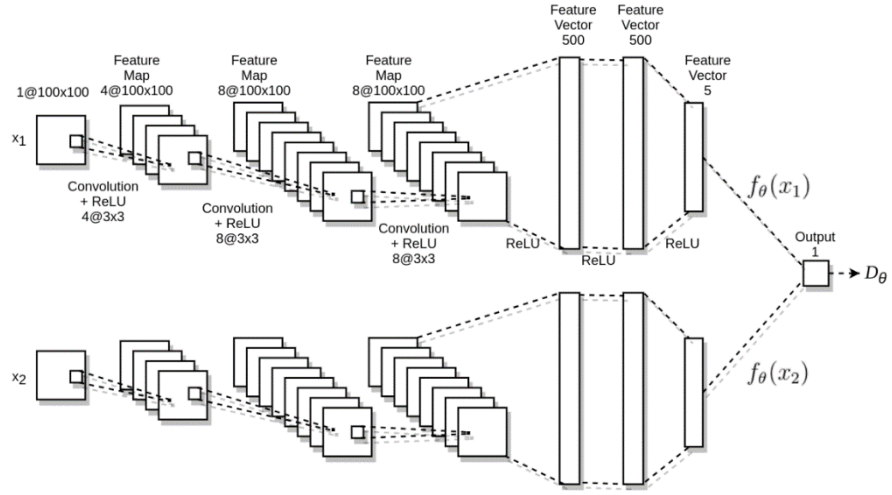 1@100x100
Feature
Map
4@100x100
Feature
Map
8@100x100
Feature
Map
8@100x100
Feature
Vector
500
Feature
Vector
500
Feature
Vector
5
x1
Convolution
+ ReLU
4@3x3
Convolution
+ ReLU
8@3x3
Convolution
+ ReLU
8@3x3
ReLU
ReLU
ReLU
fθ(x1)
Output
1
Dθ
x2
fθ(x2)